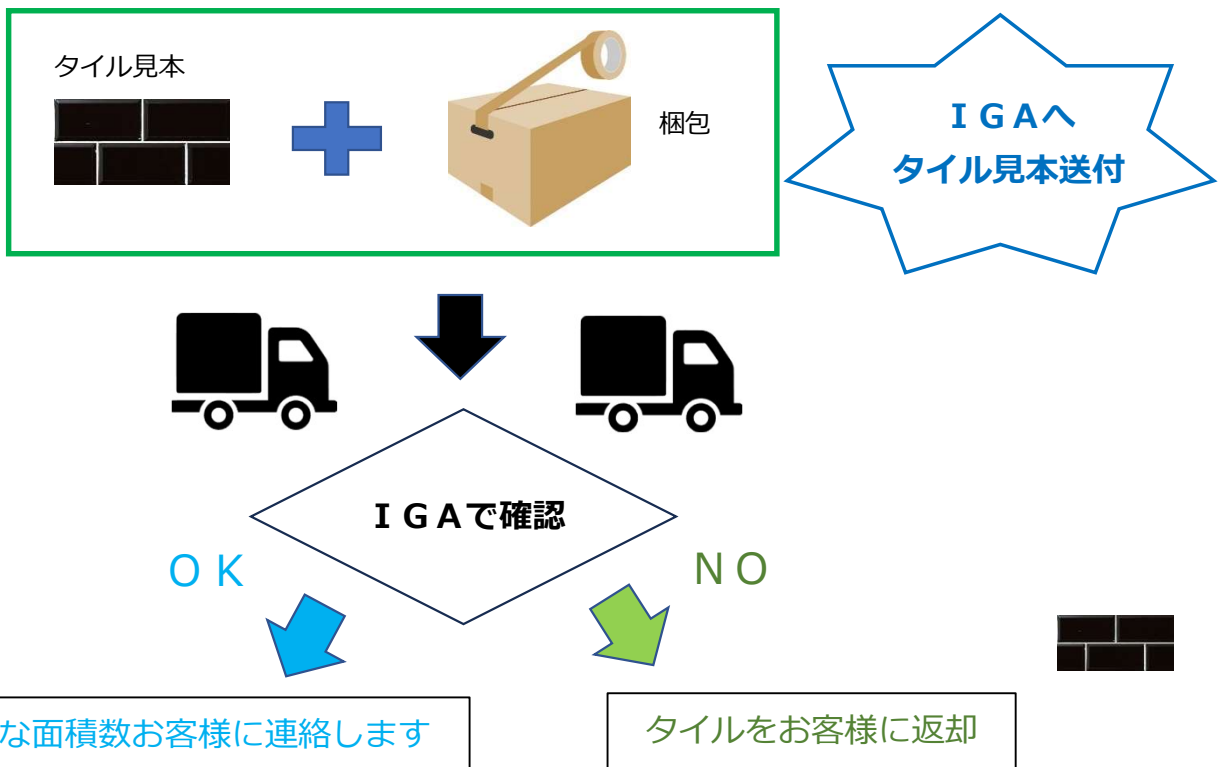 タイル見本
梱包
ＩＧＡへ
タイル見本送付
ＩＧＡで確認
ＯＫ
ＮＯ
な面積数お客様に連絡します
タイルをお客様に返却